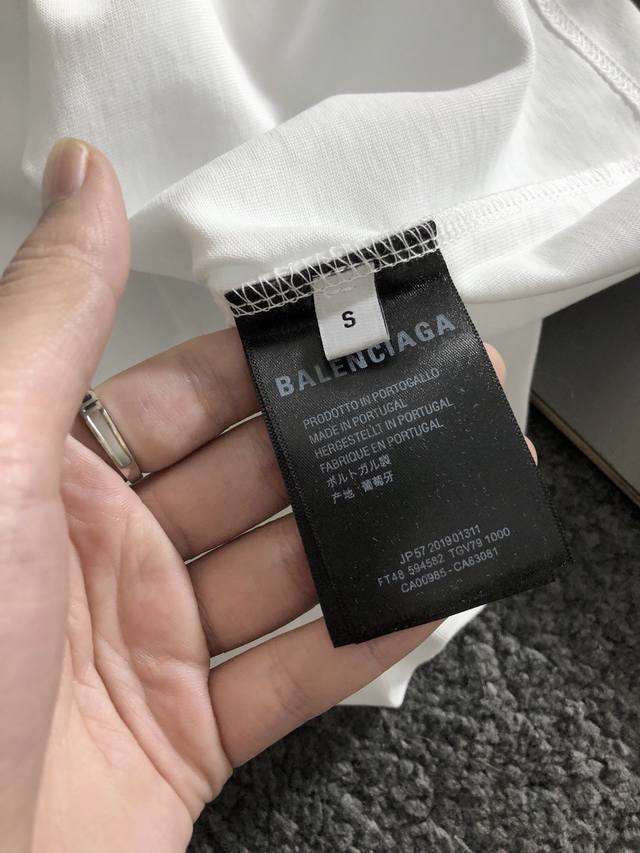 S
BALENCIAGA
PRODOTTO IN PORTOGALLO
MADE IN PORTUGAL
HERGESTELLT IN PORTUGAL
FABRIQUE EN PORTUGAL
ポルトガル製
产地: 葡萄牙
JP57 201901311
FT48 594582 TGV79 1000
CA00985 - CA63081